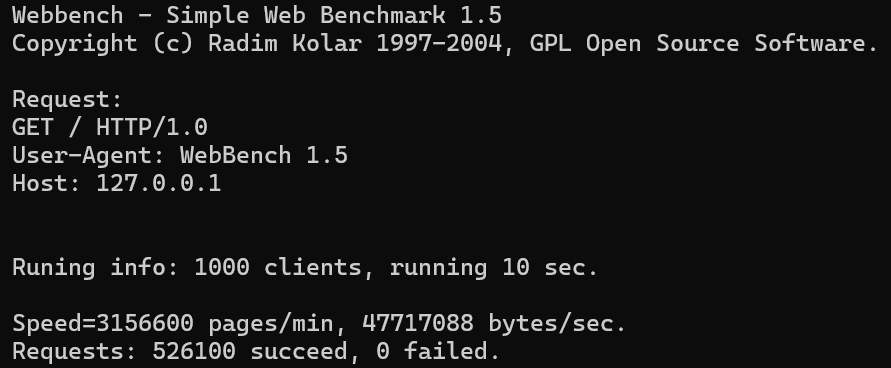 Webbench - Simple Web Benchmark 1.5
Copyright (c) Radim Kolar 1997-2004, GPL Open Source Software.
Request:
GET / HTTP/1.0
User-Agent: WebBench 1.5
Host: 127.0.0.1
Runing info: 1000 clients, running 10 sec.
Speed=3156600 pages/min, 47717088 bytes/sec.
Requests: 526100 succeed, 0 failed.